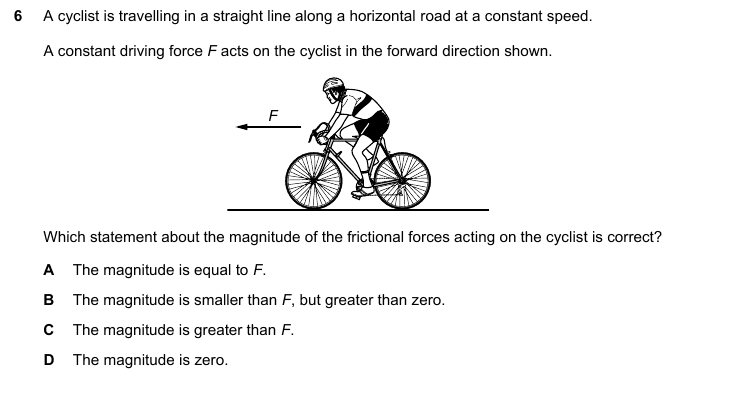 6 A cyclist is travelling in a straight line along a horizontal road at a constant speed.
A constant driving force F acts on the cyclist in the forward direction shown.
F
Which statement about the magnitude of the frictional forces acting on the cyclist is correct?
A The magnitude is equal to F.
B The magnitude is smaller than F, but greater than zero.
C The magnitude is greater than F.
D The magnitude is zero.